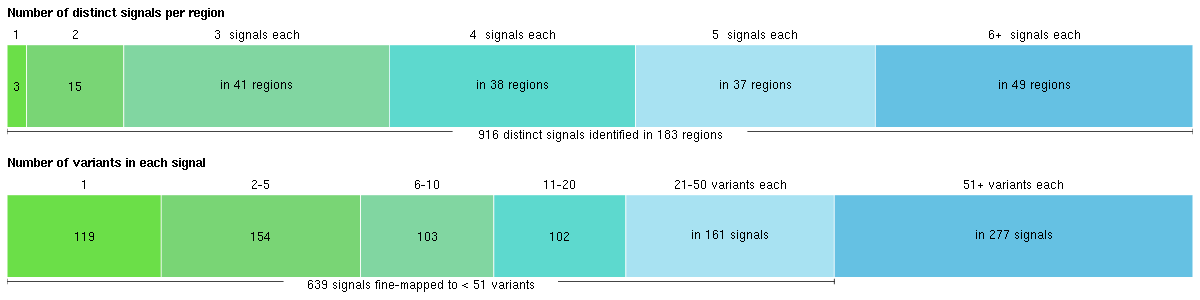 Number of distinct signals per region
1 2 3 signals each 4 signals each 5 signals each 6+ signals each
3 15 in 41 regions in 38 regions in 37 regions in 49 regions
916 distinct signals identified in 183 regions
Number of variants in each signal
1 2-5 6-10 11-20 21-50 variants each 51+ variants each
119 154 103 102 in 161 signals in 277 signals
639 signals fine-mapped to < 51 variants